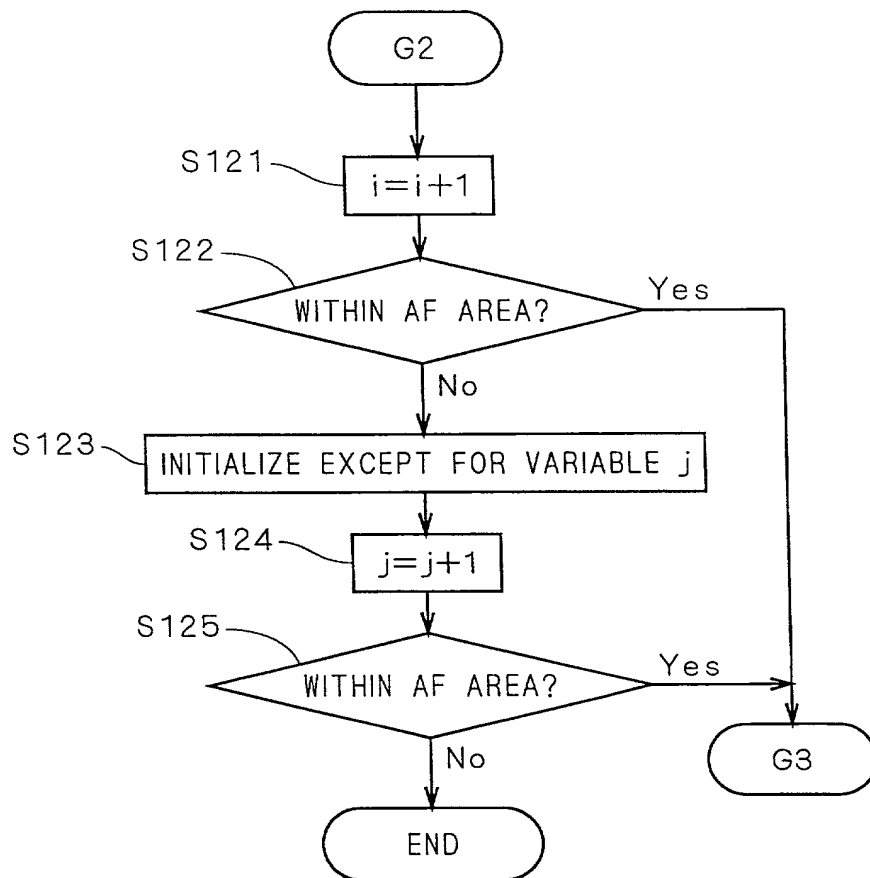 G2
S121
i=i+1
S122
WITHIN AF AREA?
Yes
No
S123
INITIALIZE EXCEPT FOR VARIABLE j
S124
j=j+1
S125
WITHIN AF AREA?
Yes
No
G3
END